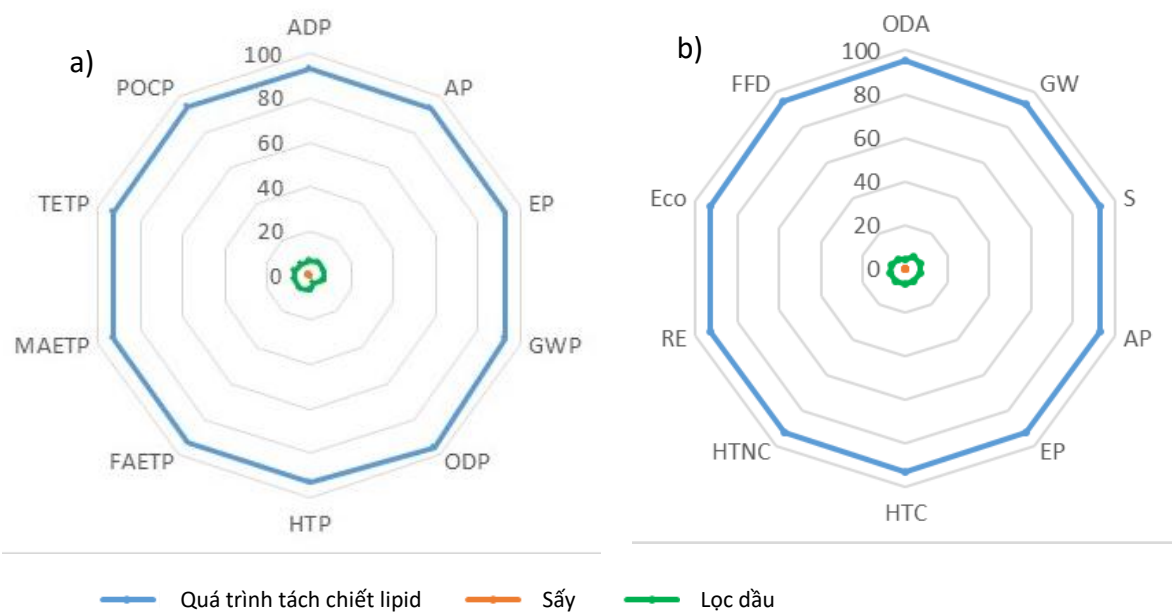 a)
ADP
100
POCP
AP
80
60
40
TETP
EP
20
0
MAETP
GWP
FAETP
ODP
HTP
b)
ODA
100
FFD
GW
80
60
40
Eco
S
20
0
RE
AP
HTNC
EP
HTC
Quá trình tách chiết lipid
Sấy
Lọc dầu